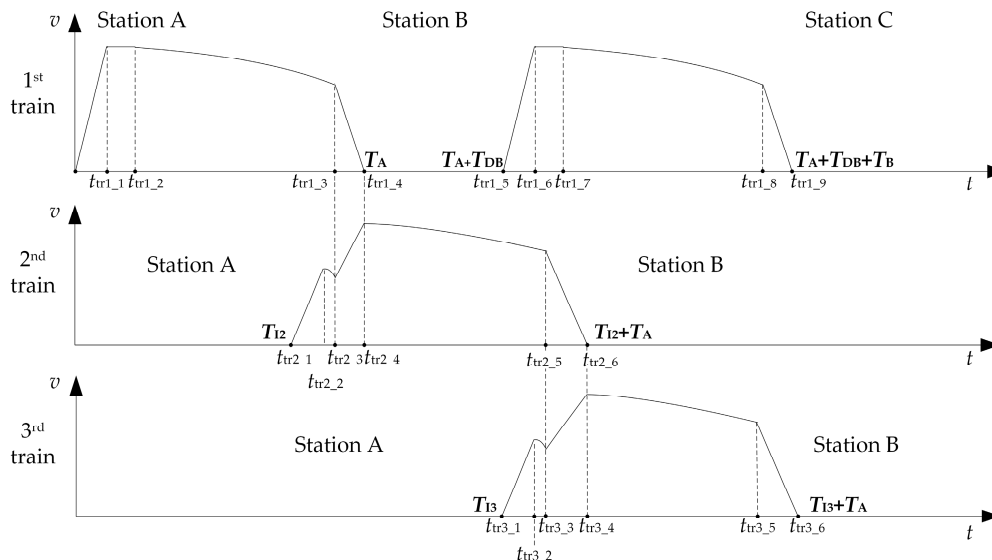 v Station A Station B Station C
1st train
TA TA+TDB TA+TDB+TB
ttr1_1 ttr1_2 ttr1_3 ttr1_4 ttr1_5 ttr1_6 ttr1_7 ttr1_8 ttr1_9 t
v
2nd train
Station A Station B
TI2 TI2+TA
ttr2_1 ttr2_3 ttr2_4 ttr2_5 ttr2_6 t
ttr2_2
v
3rd train
Station A Station B
TI3 TI3+TA
ttr3_1 ttr3_3 ttr3_4 ttr3_5 ttr3_6 t
ttr3_2